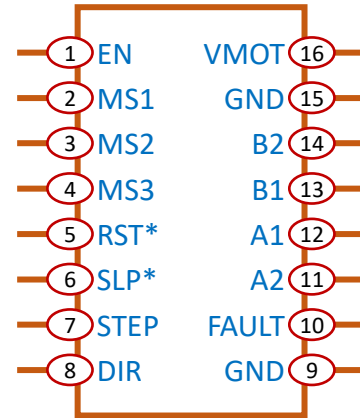 1 EN VMOT 16
2 MS1 GND 15
3 MS2 B2 14
4 MS3 B1 13
5 RST* A1 12
6 SLP* A2 11
7 STEP FAULT 10
8 DIR GND 9